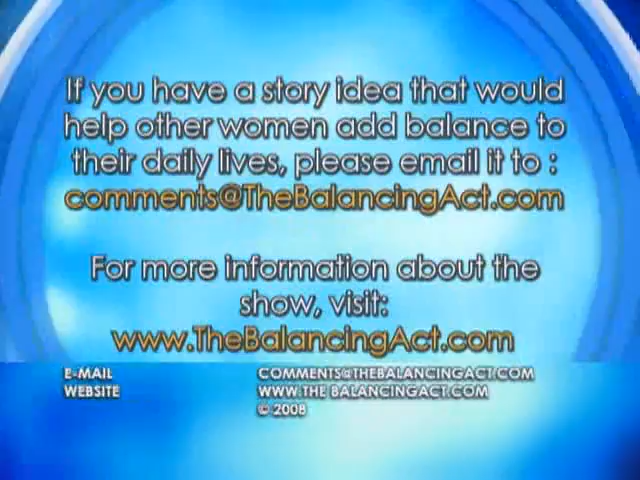 If you have a story idea that would
help other women add balance to
their daily lives, please email it to :
comments@TheBalancingAct.com
For more information about the
show, visit:
www.TheBalancingAct.com
E-MAIL COMMENTS@THEBALANCINGACT.COM
WEBSITE WWW.THE BALANCINGACT.COM
© 2008